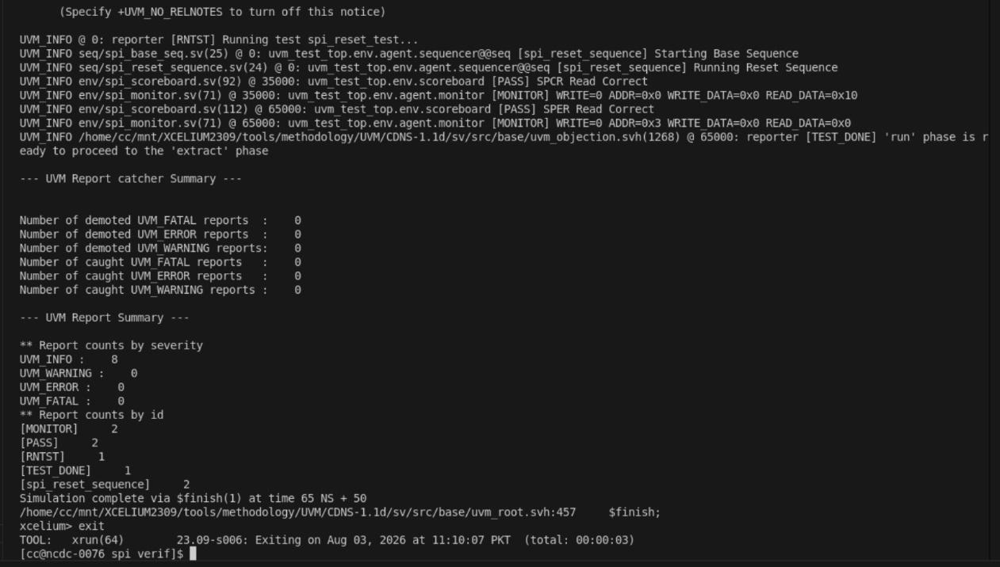 (Specify +UVM_NO_RELNOTES to turn off this notice)
UVM_INFO @ 0: reporter [RNTST] Running test spi_reset_test...
UVM_INFO seq/spi_base_seq.sv(25) @ 0: uvm_test_top.env.agent.sequencer@@seq [spi_reset_sequence] Starting Base Sequence
UVM_INFO seq/spi_reset_sequence.sv(24) @ 0: uvm_test_top.env.agent.sequencer@@seq [spi_reset_sequence] Running Reset Sequence
UVM_INFO env/spi_scoreboard.sv(92) @ 35000: uvm_test_top.env.scoreboard [PASS] SPCR Read Correct
UVM_INFO env/spi_monitor.sv(71) @ 35000: uvm_test_top.env.agent.monitor [MONITOR] WRITE=0 ADDR=0x0 WRITE_DATA=0x0 READ_DATA=0x10
UVM_INFO env/spi_scoreboard.sv(112) @ 65000: uvm_test_top.env.scoreboard [PASS] SPER Read Correct
UVM_INFO env/spi_monitor.sv(71) @ 65000: uvm_test_top.env.agent.monitor [MONITOR] WRITE=0 ADDR=0x3 WRITE_DATA=0x0 READ_DATA=0x0
UVM_INFO /home/cc/mnt/XCELIUM2309/tools/methodology/UVM/CDNS-1.1d/sv/src/base/uvm_objection.svh(1268) @ 65000: reporter [TEST_DONE] 'run' phase is r
eady to proceed to the 'extract' phase
--- UVM Report catcher Summary ---
Number of demoted UVM_FATAL reports  :    0
Number of demoted UVM_ERROR reports  :    0
Number of demoted UVM_WARNING reports:    0
Number of caught UVM_FATAL reports   :    0
Number of caught UVM_ERROR reports   :    0
Number of caught UVM_WARNING reports :    0
--- UVM Report Summary ---
** Report counts by severity
UVM_INFO :    8
UVM_WARNING :    0
UVM_ERROR :    0
UVM_FATAL :    0
** Report counts by id
[MONITOR]     2
[PASS]     2
[RNTST]     1
[TEST_DONE]     1
[spi_reset_sequence]     2
Simulation complete via $finish(1) at time 65 NS + 50
/home/cc/mnt/XCELIUM2309/tools/methodology/UVM/CDNS-1.1d/sv/src/base/uvm_root.svh:457     $finish;
xcelium> exit
TOOL:   xrun(64)        23.09-s006: Exiting on Aug 03, 2026 at 11:10:07 PKT  (total: 00:00:03)
[cc@ncdc-0076 spi verif]$